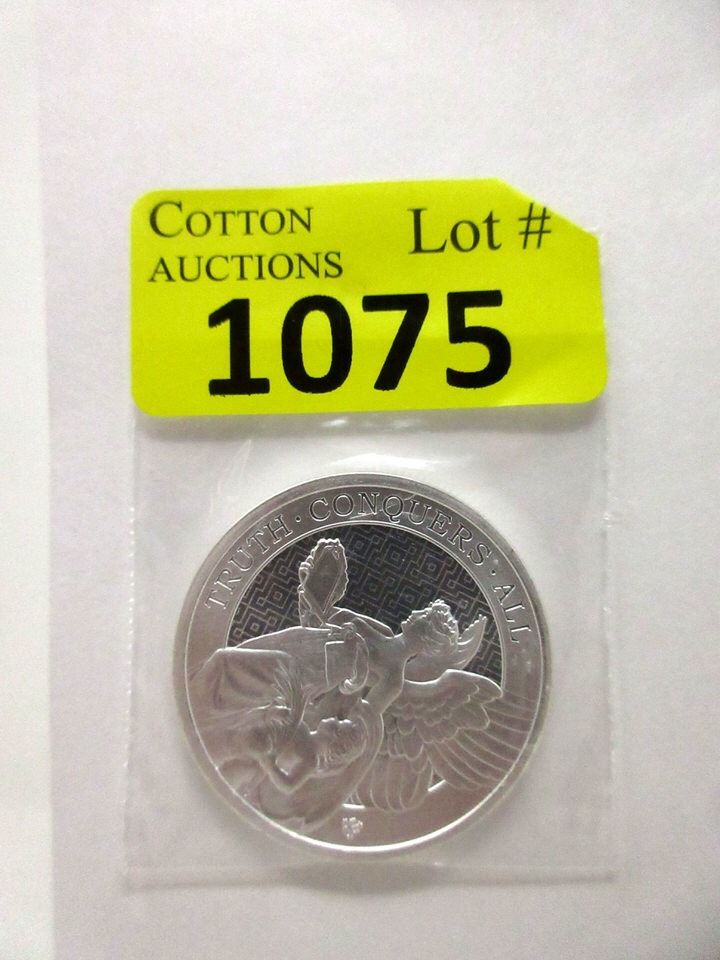 COTTON
AUCTIONS
Lot #
1075
TRUTH · CONQUERS · ALL